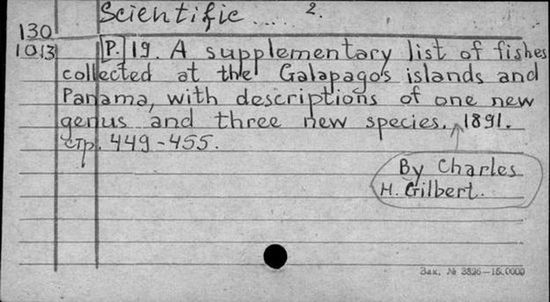 Scientific ..... 2.
130
1013 [P.] 19. A supplementary list of fishes
collected at the Galapagos islands and
Panama, with descriptions of one new
genus and three new species. 1891.
стр. 449-455.
By Charles
H. Gilbert.
Зак. № 3826—15.0000